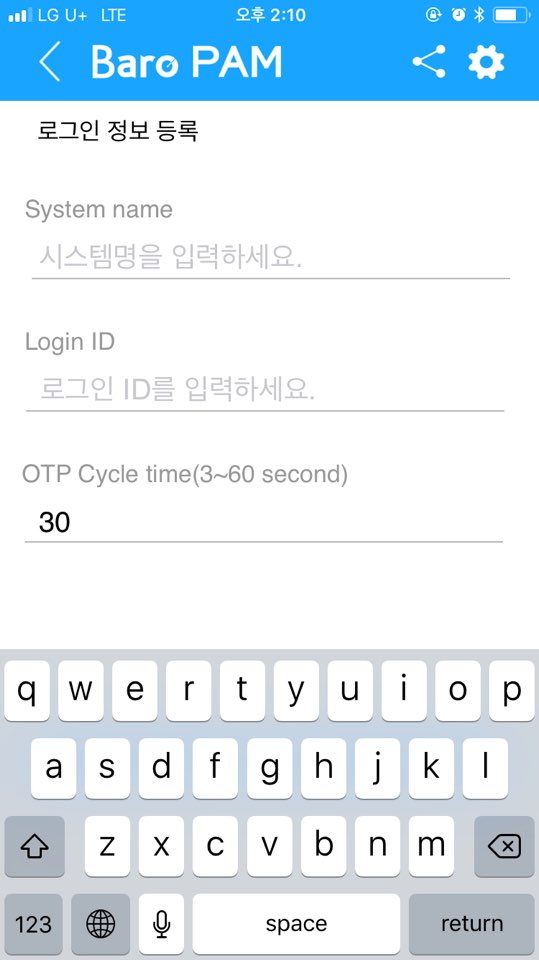 LG U+ LTE 오후 2:10
Baro PAM
로그인 정보 등록
System name
시스템명을 입력하세요.
Login ID
로그인 ID를 입력하세요.
OTP Cycle time(3~60 second)
30
q w e r t y u i o p
a s d f g h j k l
z x c v b n m
123 space return